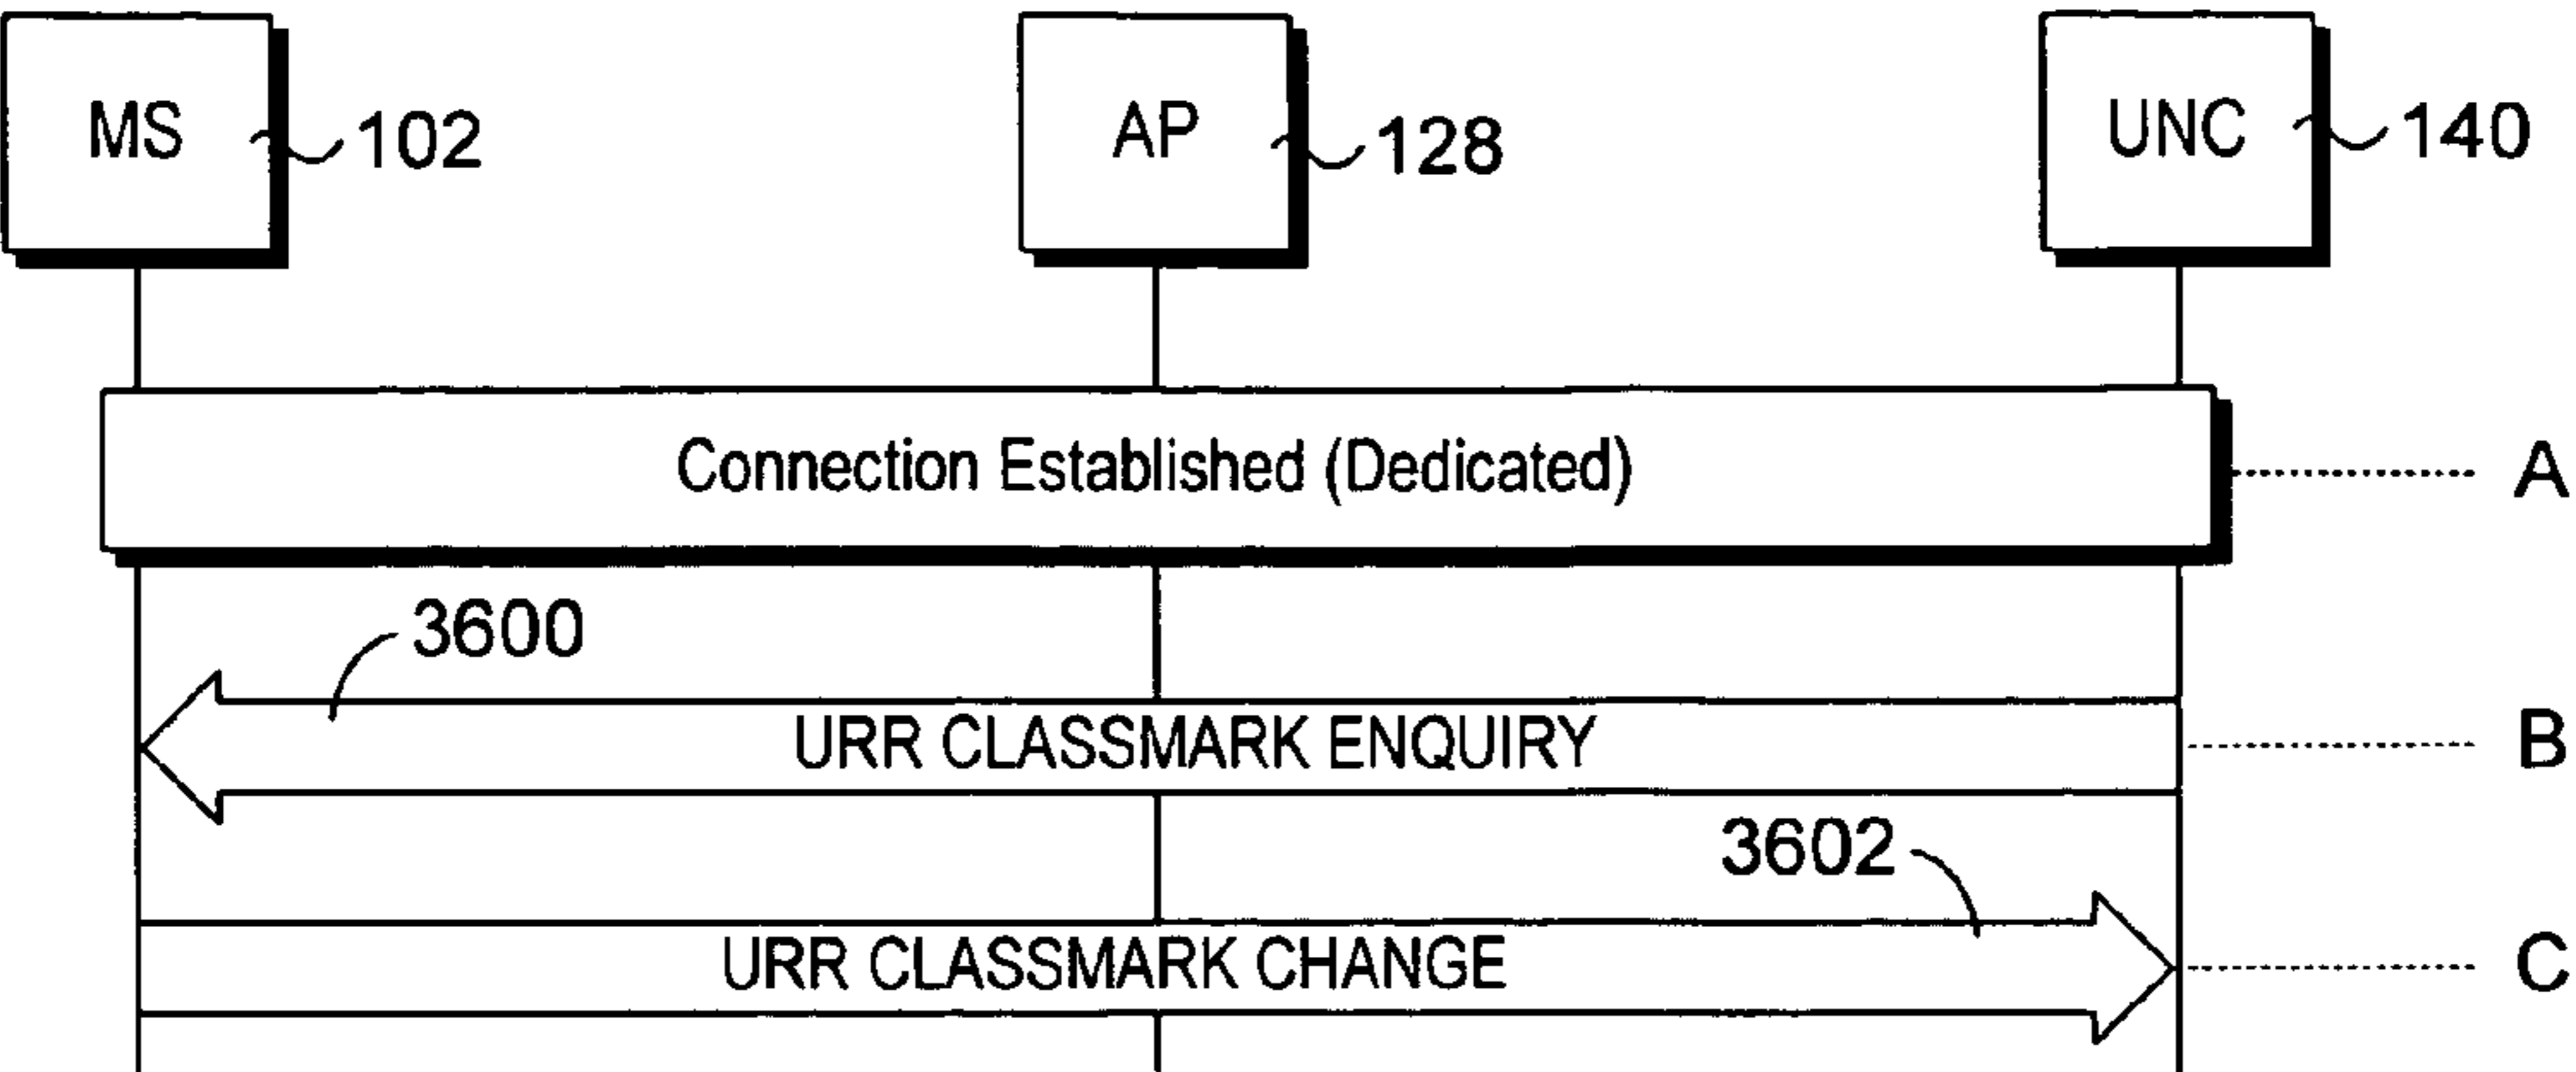 MS
102
AP
128
UNC
140
Connection Established (Dedicated)
A
3600
URR CLASSMARK ENQUIRY
B
3602
URR CLASSMARK CHANGE
C